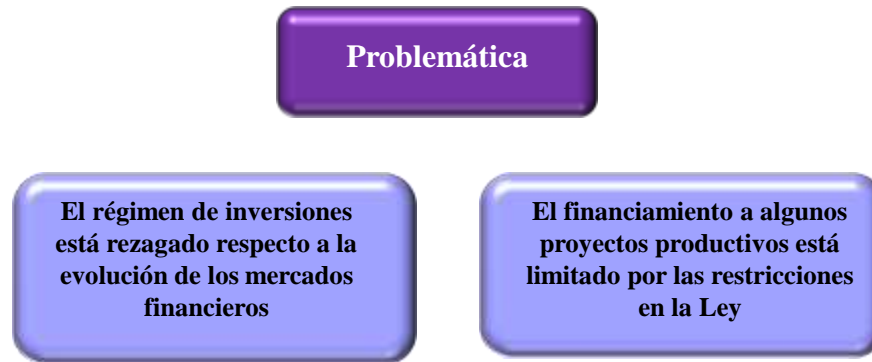 Problemática
El régimen de inversiones
está rezagado respecto a la
evolución de los mercados
financieros
El financiamiento a algunos
proyectos productivos está
limitado por las restricciones
en la Ley